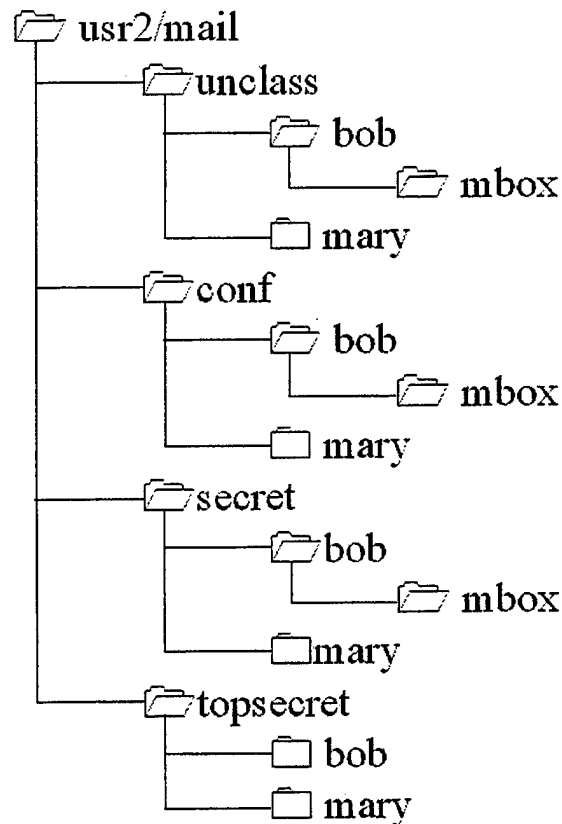 usr2/mail
unclass
bob
mbox
mary
conf
bob
mbox
mary
secret
bob
mbox
mary
topsecret
bob
mary